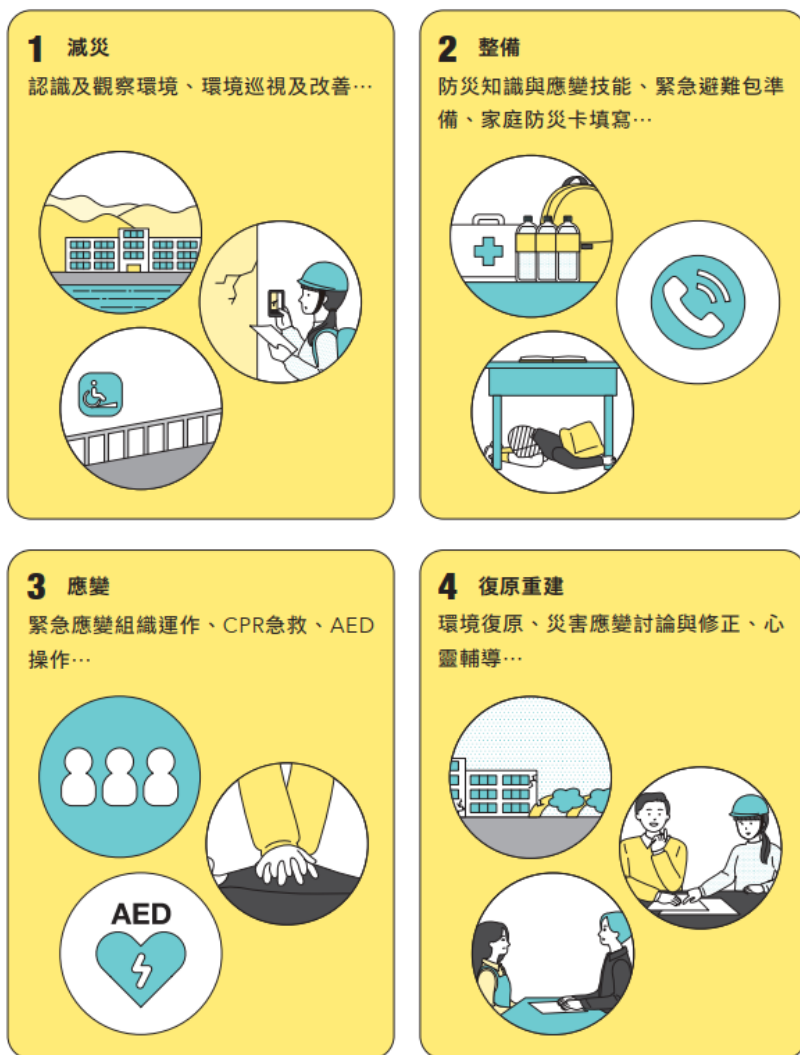 1 減災
認識及觀察環境、環境巡視及改善…
2 整備
防災知識與應變技能、緊急避難包準
備、家庭防災卡填寫…
3 應變
緊急應變組織運作、CPR急救、AED
操作…
AED
4 復原重建
環境復原、災害應變討論與修正、心
靈輔導…